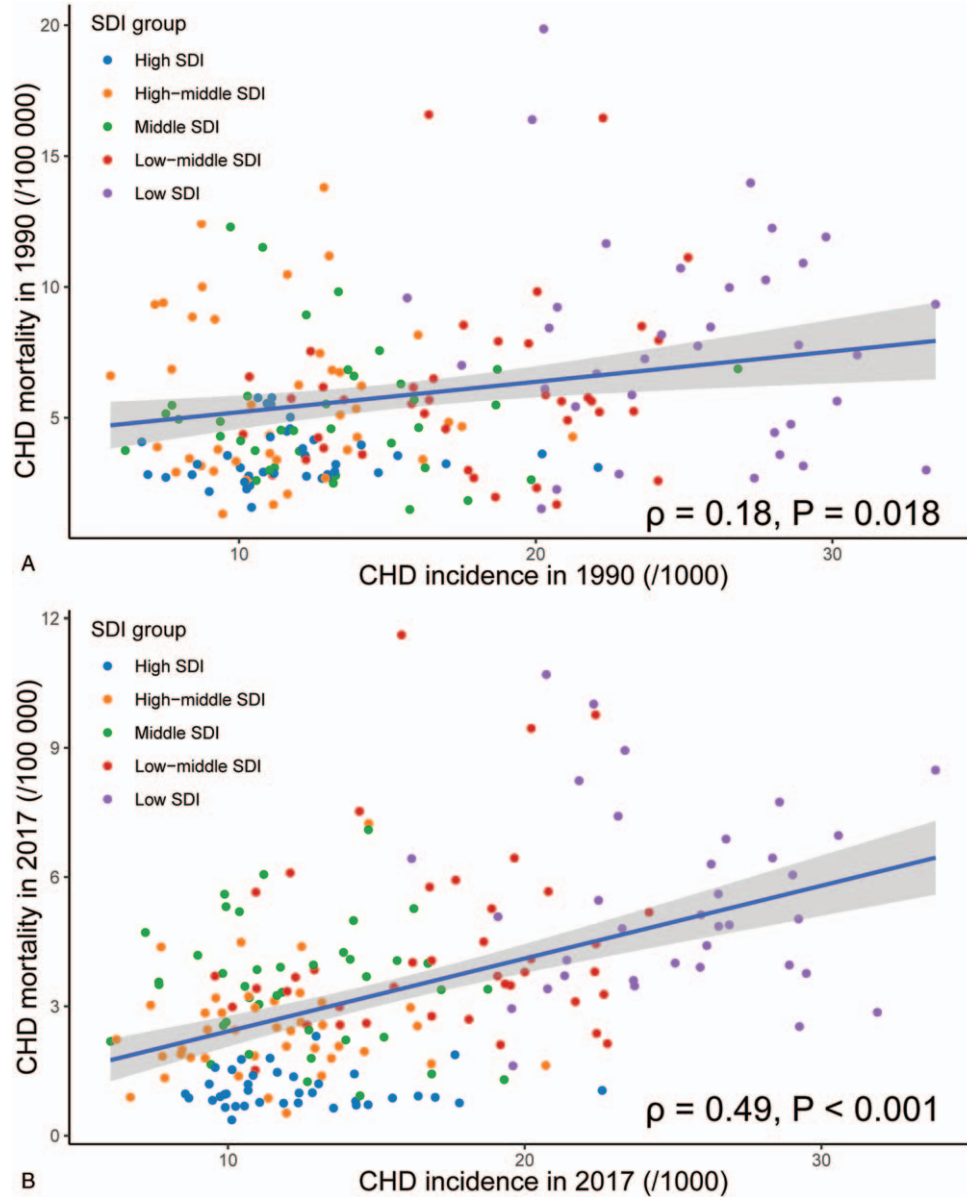 SDI group
High SDI
High-middle SDI
Middle SDI
Low-middle SDI
Low SDI
CHD mortality in 1990 (/100 000)
20
15
10
5
ρ = 0.18, P = 0.018
10
20
30
A
CHD incidence in 1990 (/1000)
SDI group
High SDI
High-middle SDI
Middle SDI
Low-middle SDI
Low SDI
CHD mortality in 2017 (/100 000)
12
9
6
3
0
ρ = 0.49, P < 0.001
10
20
30
B
CHD incidence in 2017 (/1000)